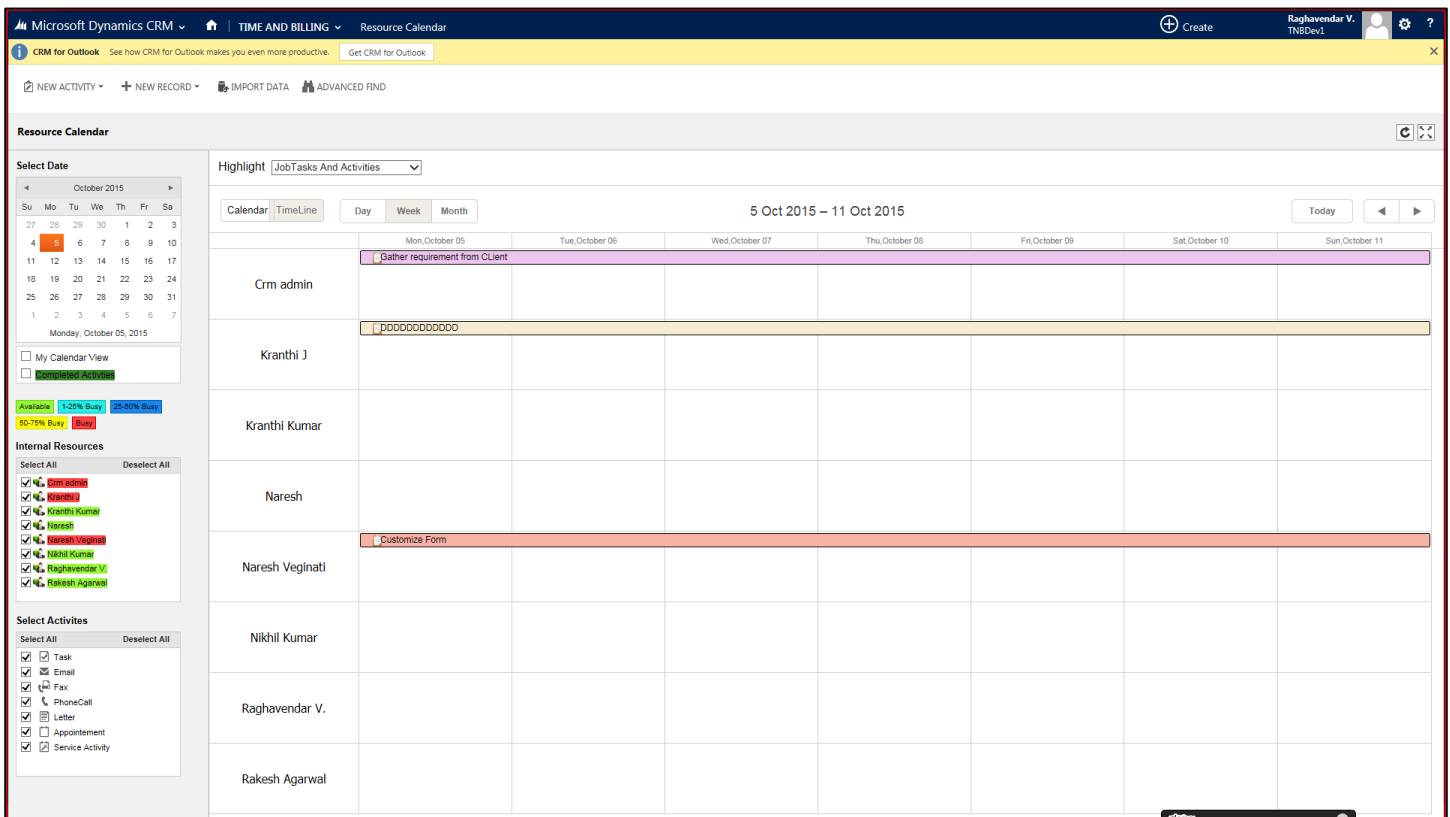 Microsoft Dynamics CRM TIME AND BILLING Resource Calendar Create Raghavendar V.
TNBDev1
?
CRM for Outlook See how CRM for Outlook makes you even more productive. Get CRM for Outlook
NEW ACTIVITY NEW RECORD IMPORT DATA ADVANCED FIND
Resource Calendar
Select Date
October 2015
Su Mo Tu We Th Fr Sa
27 28 29 30 1 2 3
4 5 6 7 8 9 10
11 12 13 14 15 16 17
18 19 20 21 22 23 24
25 26 27 28 29 30 31
1 2 3 4 5 6 7
Monday, October 05, 2015
My Calendar View
Completed Activties
Available 1-25% Busy 25-50% Busy
50-75% Busy Busy
Internal Resources
Select All Deselect All
Crm admin
Kranthi J
Kranthi Kumar
Naresh
Naresh Veginati
Nikhil Kumar
Raghavendar V.
Rakesh Agarwal
Select Activites
Select All Deselect All
Task
Email
Fax
PhoneCall
Letter
Appointement
Service Activity
Highlight JobTasks And Activities
Calendar TimeLine Day Week Month 5 Oct 2015 – 11 Oct 2015 Today
Mon,October 05 Tue,October 06 Wed,October 07 Thu,October 08 Fri,October 09 Sat,October 10 Sun,October 11
Gather requirement from CLient
Crm admin
DDDDDDDDDDDD
Kranthi J
Kranthi Kumar
Naresh
Customize Form
Naresh Veginati
Nikhil Kumar
Raghavendar V.
Rakesh Agarwal